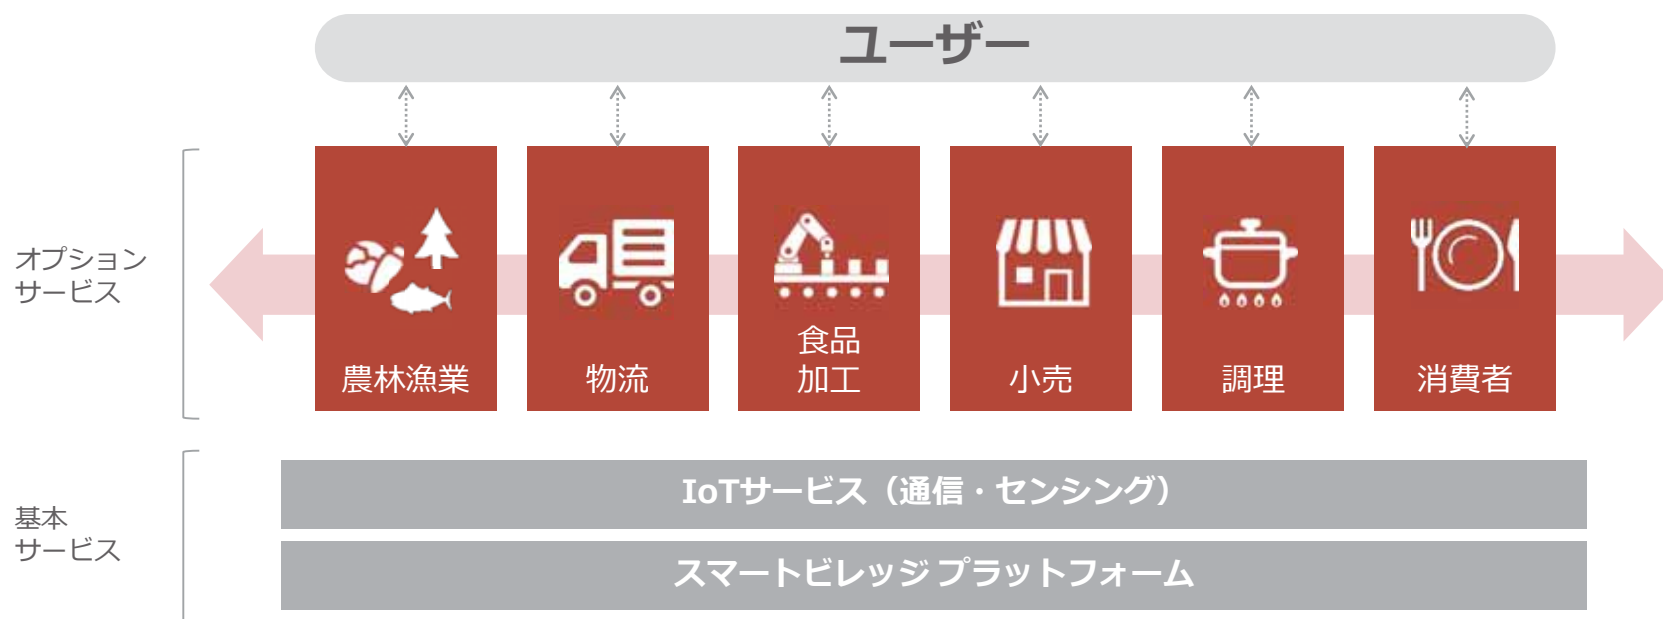 ユーザー
オプション
サービス
農林漁業
物流
食品
加工
小売
調理
消費者
基本
サービス
IoTサービス（通信・センシング）
スマートビレッジ プラットフォーム